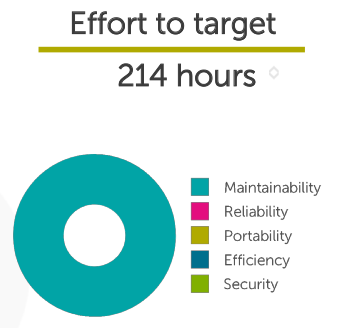 Effort to target
214 hours
Maintainability
Reliability
Portability
Efficiency
Security